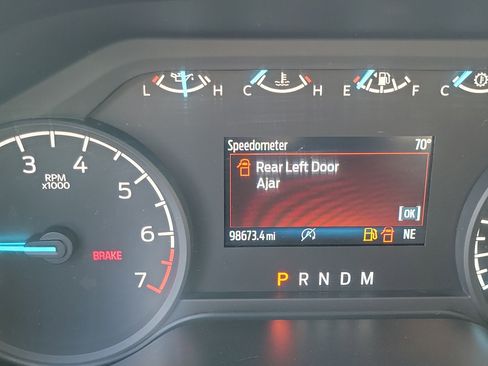 L H C H E F C
Speedometer 70°
Rear Left Door
Ajar
[OK]
98673.4 mi NE
3 4 5 6 7
RPM
x1000
BRAKE
7
P R N D M